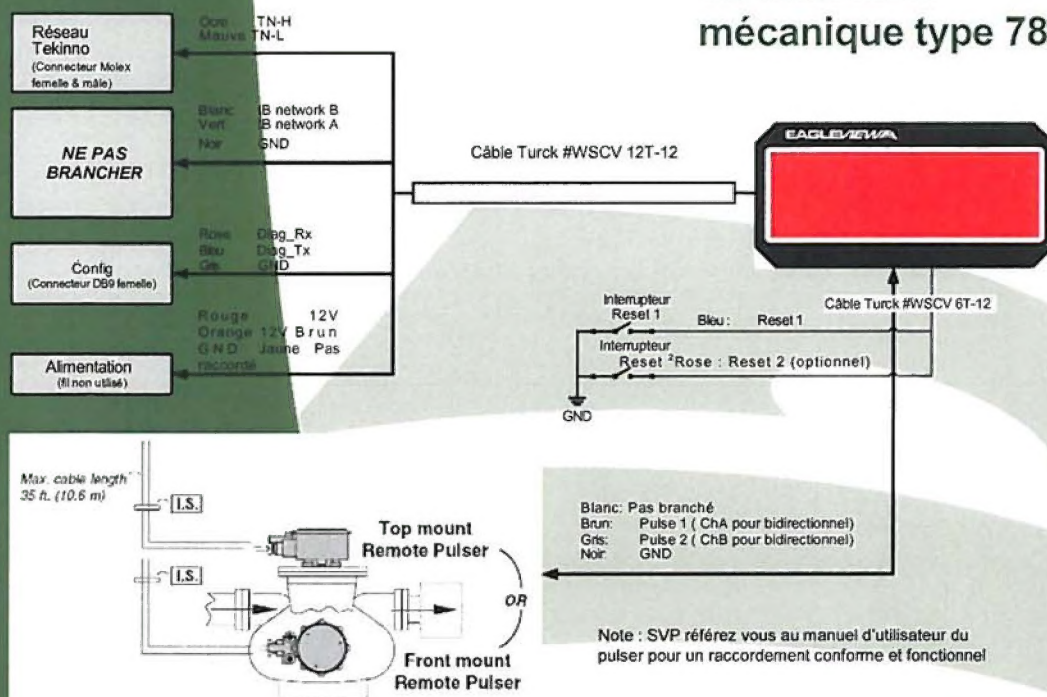 mécanique type 78
Réseau
Tekinno
(Connecteur Molex
femelle & mâle)
Ocre TN-H
Mauve TN-L
NE PAS
BRANCHER
Blanc IB network B
Vert IB network A
Noir GND
Câble Turck #WSCV 12T-12
EAGLEVIEW
Config
(Connecteur DB9 femelle)
Rose Diag_Rx
Bleu Diag_Tx
Gris GND
Alimentation
(fil non utilisé)
Rouge 12V
Orange 12V Brun
GND Jaune Pas
raccordé
Câble Turck #WSCV 6T-12
Interrupteur
Reset 1
Bleu : Reset 1
Interrupteur
Reset 2 Rose : Reset 2 (optionnel)
GND
Max. cable length
35 ft. (10.6 m)
I.S.
I.S.
Top mount
Remote Pulser
OR
Front mount
Remote Pulser
Blanc: Pas branché
Brun: Pulse 1 ( ChA pour bidirectionnel)
Gris: Pulse 2 ( ChB pour bidirectionnel)
Noir GND
Note : SVP référez vous au manuel d'utilisateur du
pulser pour un raccordement conforme et fonctionnel